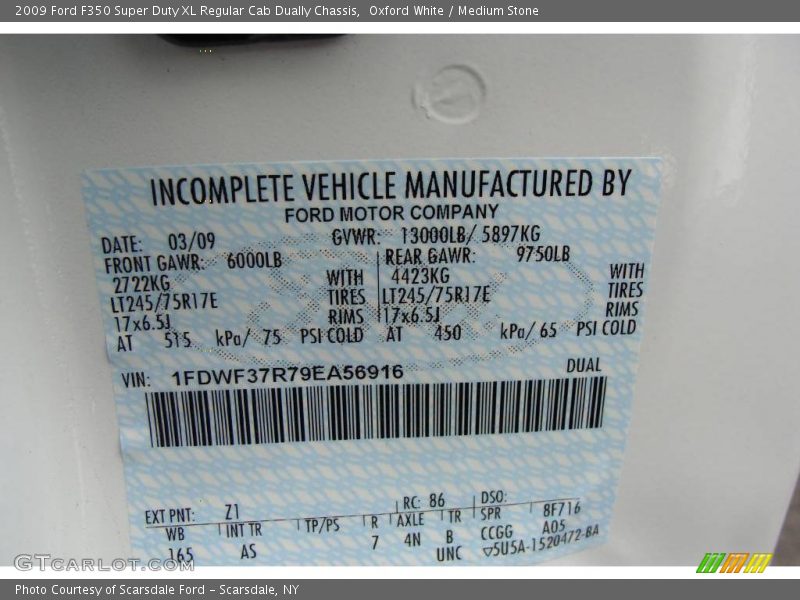 2009 Ford F350 Super Duty XL Regular Cab Dually Chassis, Oxford White / Medium Stone
INCOMPLETE VEHICLE MANUFACTURED BY
FORD MOTOR COMPANY
DATE: 03/09 GVWR: 13000LB/ 5897KG
FRONT GAWR: 6000LB REAR GAWR: 9750LB
2722KG WITH 4423KG WITH
LT245/75R17E TIRES LT245/75R17E TIRES
17x6.5J RIMS 17x6.5J RIMS
AT 515 kPa/ 75 PSI COLD AT 450 kPa/ 65 PSI COLD
VIN: 1FDWF37R79EA56916 DUAL
EXT PNT: Z1 RC: 86 DSO:
WB INT TR TP/PS R AXLE TR SPR 8F716
165 AS 7 4N B CCGG A05
UNC ▽5U5A-1520472-BA
GTCarLot.com
Photo Courtesy of Scarsdale Ford - Scarsdale, NY